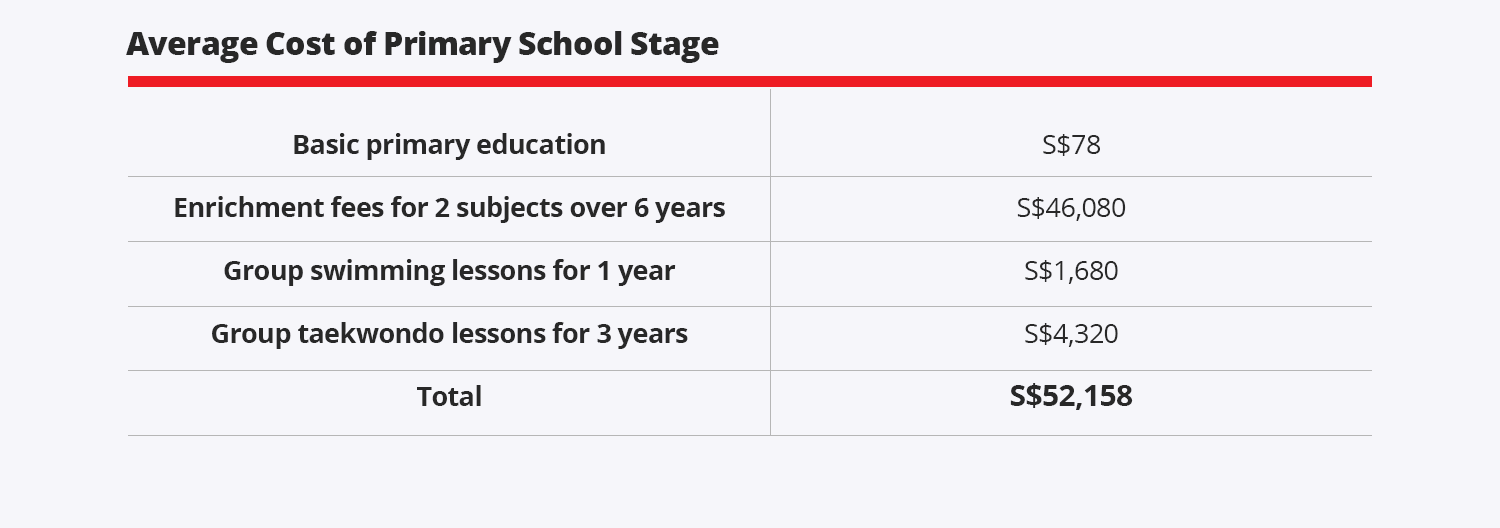 Average Cost of Primary School Stage
Basic primary education S$78
Enrichment fees for 2 subjects over 6 years S$46,080
Group swimming lessons for 1 year S$1,680
Group taekwondo lessons for 3 years S$4,320
Total S$52,158